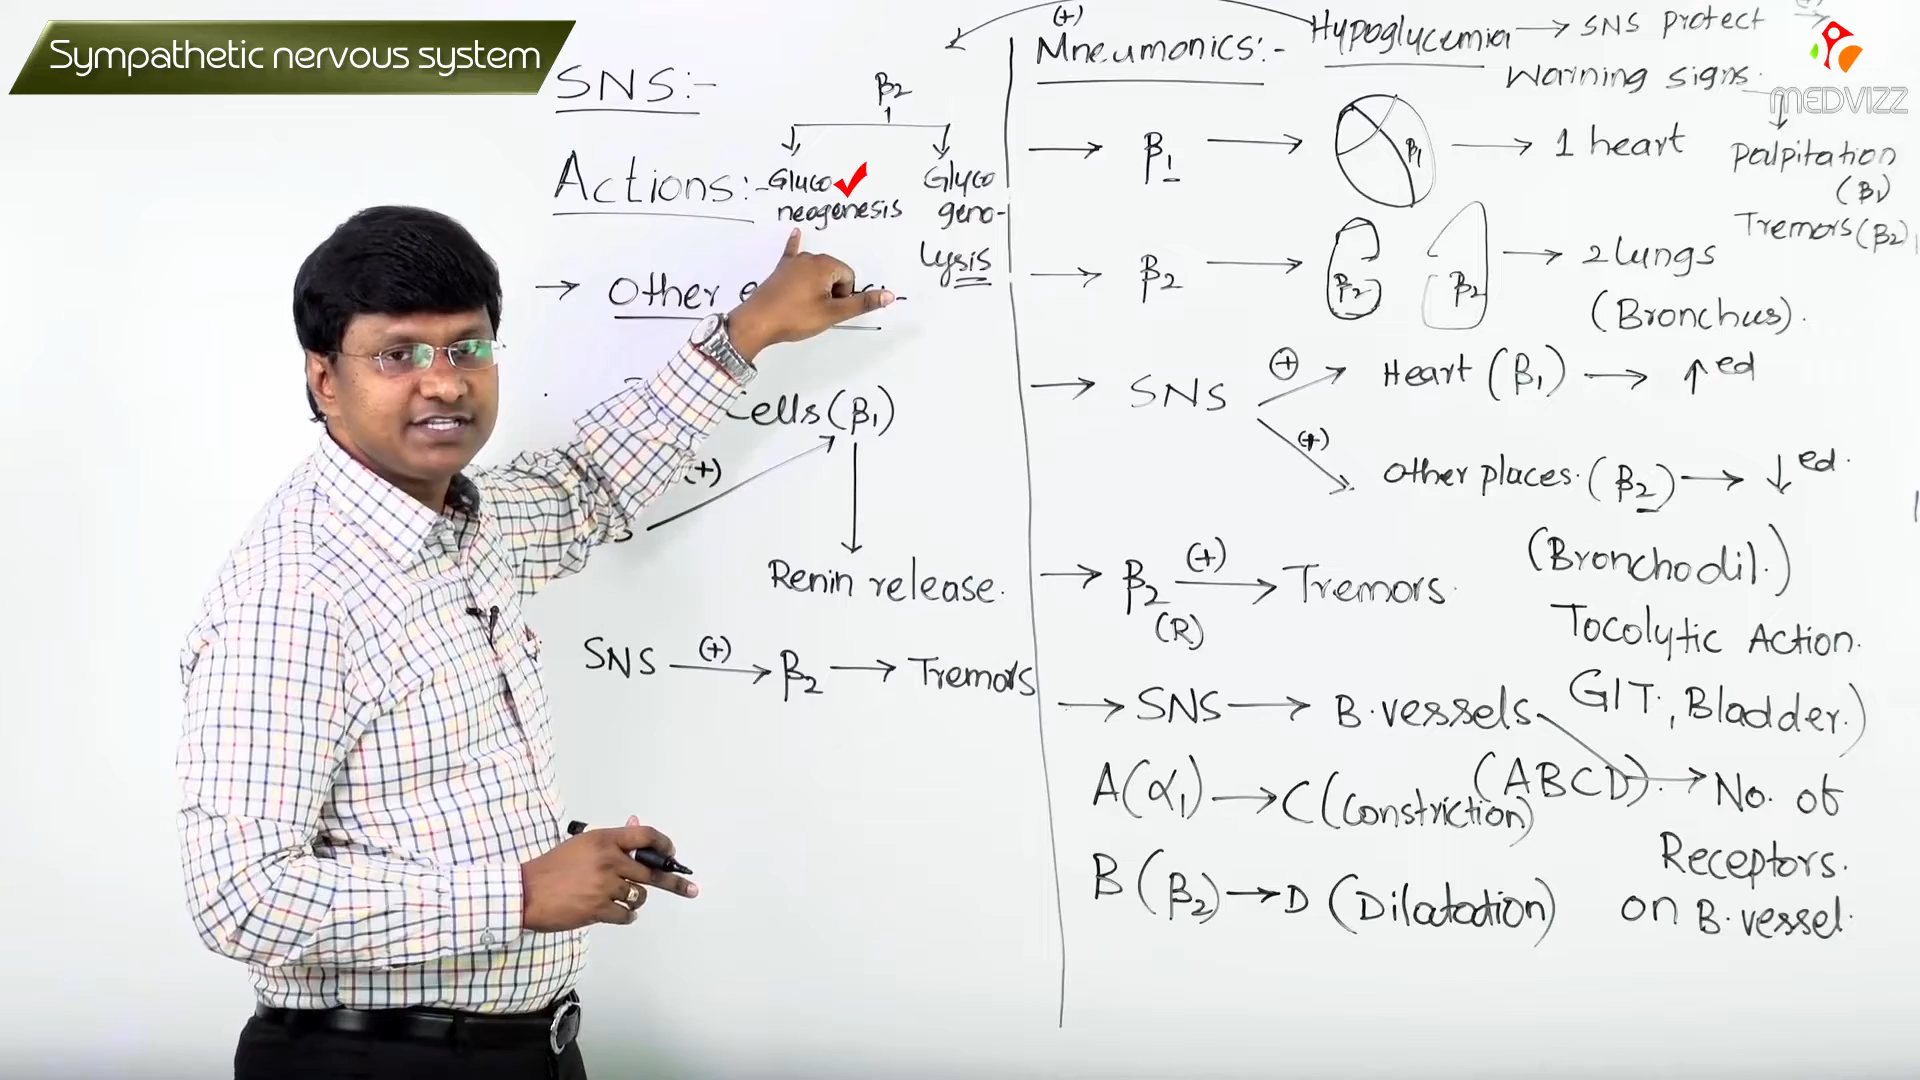 Sympathetic nervous system
SNS:-
Actions:-
β2
Gluco
neogenesis
Glyco
geno-
lysis
→ Other
Cells (β1)
(+)
Renin release.
SNS (+)→ β2 → Tremors
(+)
Mneumonics:-
Hypoglycemia → SNS protect →
Warning signs.
Palpitation
(β1)
Tremors (β2)
MEDVIZZ
→ β1 → β1 → 1 heart
→ β2 → β2 β2 → 2 lungs
(Bronchus).
→ SNS (+) Heart (β1) → ↑ed
(+) Other places. (β2) → ↓ed.
(Bronchodil.)
Tocolytic Action.
GIT, Bladder.)
→ β2 (+)→ Tremors.
(R)
→ SNS → B.vessels
(ABCD). → No. of
Receptors.
on B.vessel.
A(α1) → C (Constriction)
B (β2) → D (Dilatation)